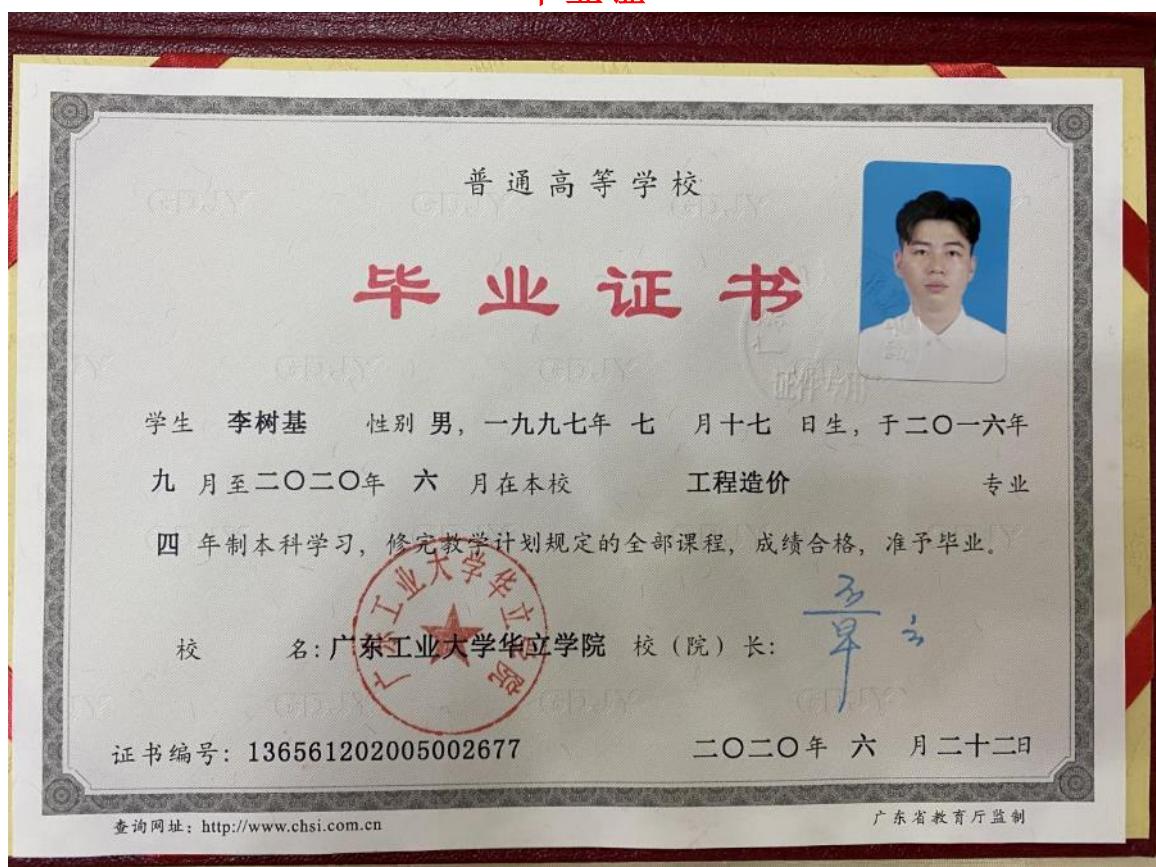 普通高等学校
毕业证书
证件专用
学生 李树基 性别 男，一九九七年 七 月十七 日生，于二〇一六年
九 月至二〇二〇年 六 月在本校 工程造价 专业
四 年制本科学习，修完教学计划规定的全部课程，成绩合格，准予毕业。
广东工业大学华立学院
校 名：广东工业大学华立学院 校（院）长：
证书编号：136561202005002677 二〇二〇年 六 月二十二日
查询网址：http://www.chsi.com.cn 广东省教育厅监制